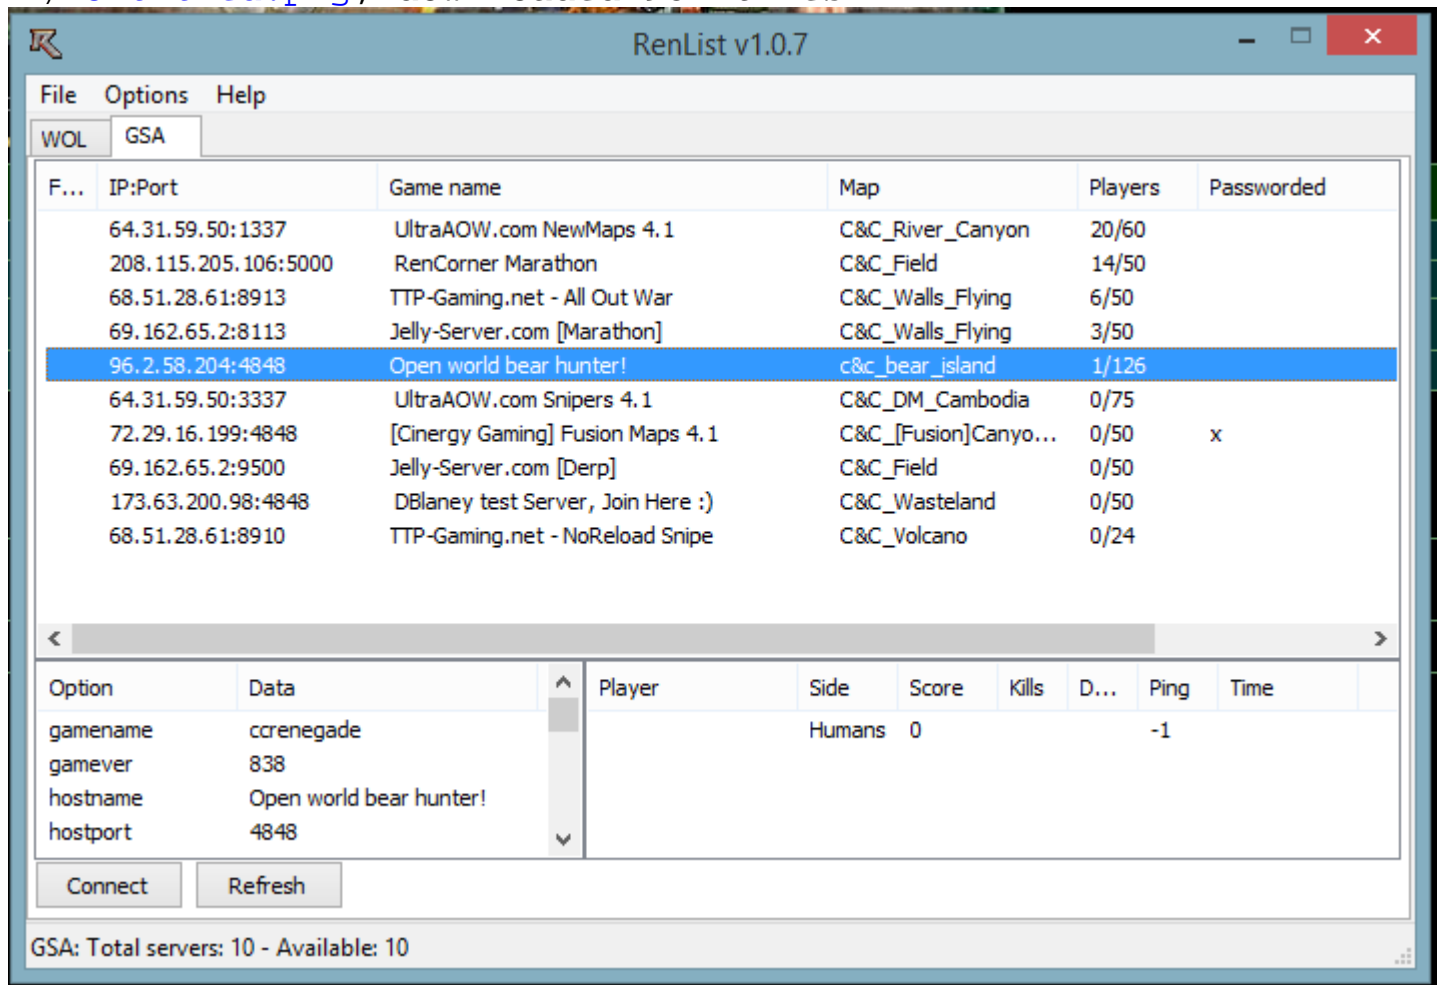 RenList v1.0.7
File Options Help
WOL GSA
F... IP:Port Game name Map Players Passworded
64.31.59.50:1337 UltraAOW.com NewMaps 4.1 C&C_River_Canyon 20/60
208.115.205.106:5000 RenCorner Marathon C&C_Field 14/50
68.51.28.61:8913 TTP-Gaming.net - All Out War C&C_Walls_Flying 6/50
69.162.65.2:8113 Jelly-Server.com [Marathon] C&C_Walls_Flying 3/50
96.2.58.204:4848 Open world bear hunter! c&c_bear_island 1/126
64.31.59.50:3337 UltraAOW.com Snipers 4.1 C&C_DM_Cambodia 0/75
72.29.16.199:4848 [Cinergy Gaming] Fusion Maps 4.1 C&C_[Fusion]Canyo... 0/50 x
69.162.65.2:9500 Jelly-Server.com [Derp] C&C_Field 0/50
173.63.200.98:4848 DBlaney test Server, Join Here :) C&C_Wasteland 0/50
68.51.28.61:8910 TTP-Gaming.net - NoReload Snipe C&C_Volcano 0/24
Option Data Player Side Score Kills D... Ping Time
gamename ccrenegade Humans 0 -1
gamever 838
hostname Open world bear hunter!
hostport 4848
Connect Refresh
GSA: Total servers: 10 - Available: 10